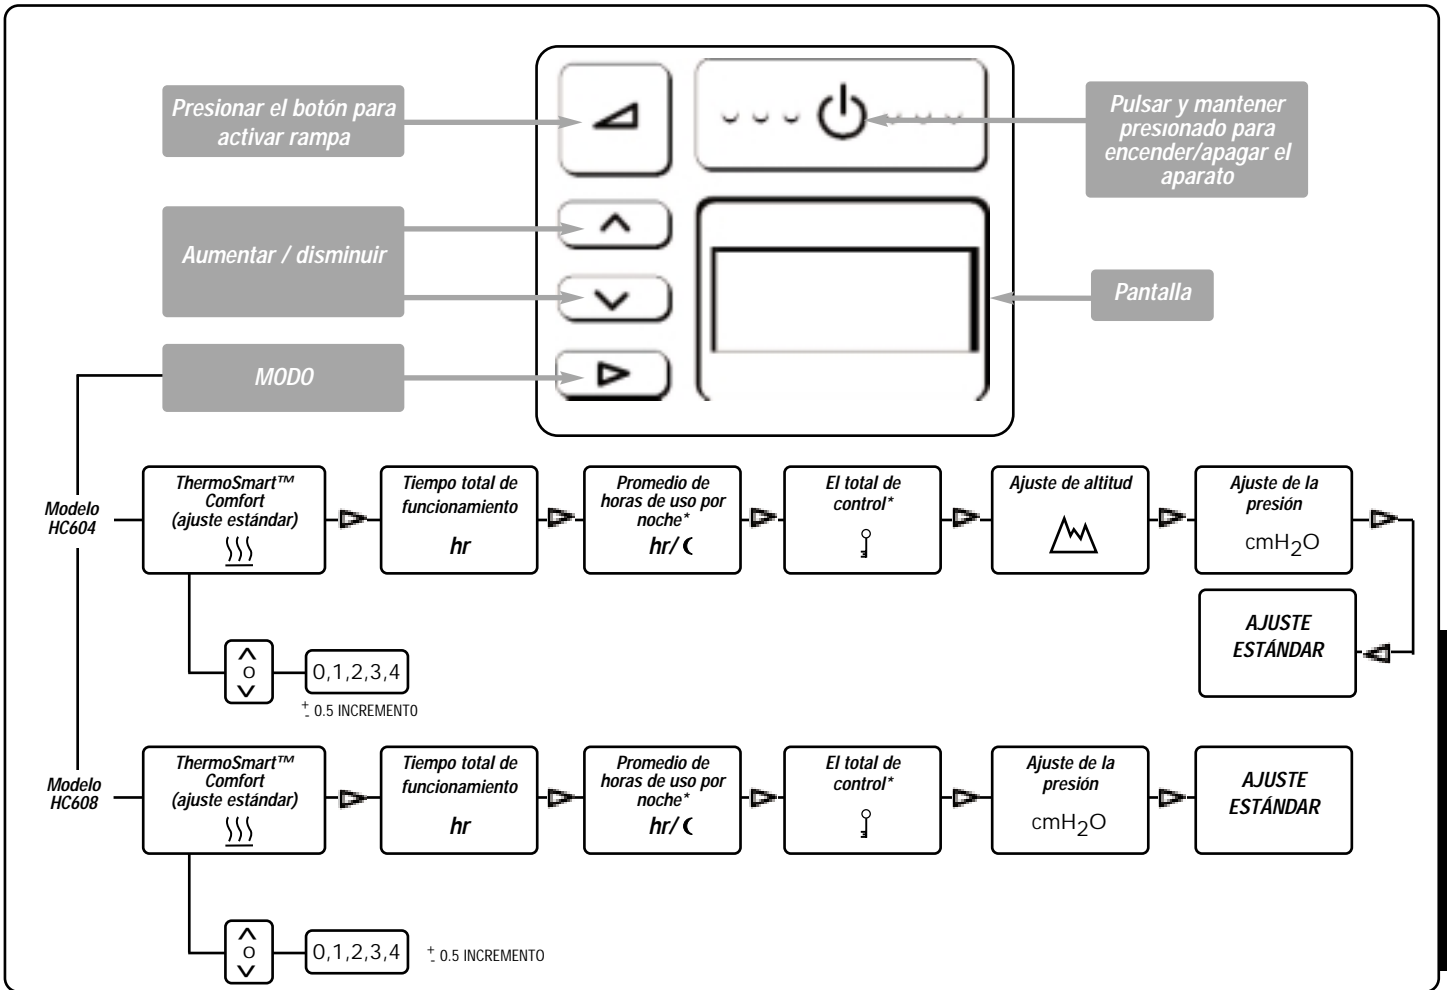 Presionar el botón para
activar rampa
Pulsar y mantener
presionado para
encender/apagar el
aparato
Aumentar / disminuir
Pantalla
MODO
Modelo
HC604
ThermoSmart™
Comfort
(ajuste estándar)
Tiempo total de
funcionamiento
hr
Promedio de
horas de uso por
noche*
hr/
El total de
control*
Ajuste de altitud
Ajuste de la
presión
cmH2O
AJUSTE
ESTÁNDAR
O
0,1,2,3,4
+- 0.5 INCREMENTO
Modelo
HC608
ThermoSmart™
Comfort
(ajuste estándar)
Tiempo total de
funcionamiento
hr
Promedio de
horas de uso por
noche*
hr/
El total de
control*
Ajuste de la
presión
cmH2O
AJUSTE
ESTÁNDAR
O
0,1,2,3,4
+- 0.5 INCREMENTO